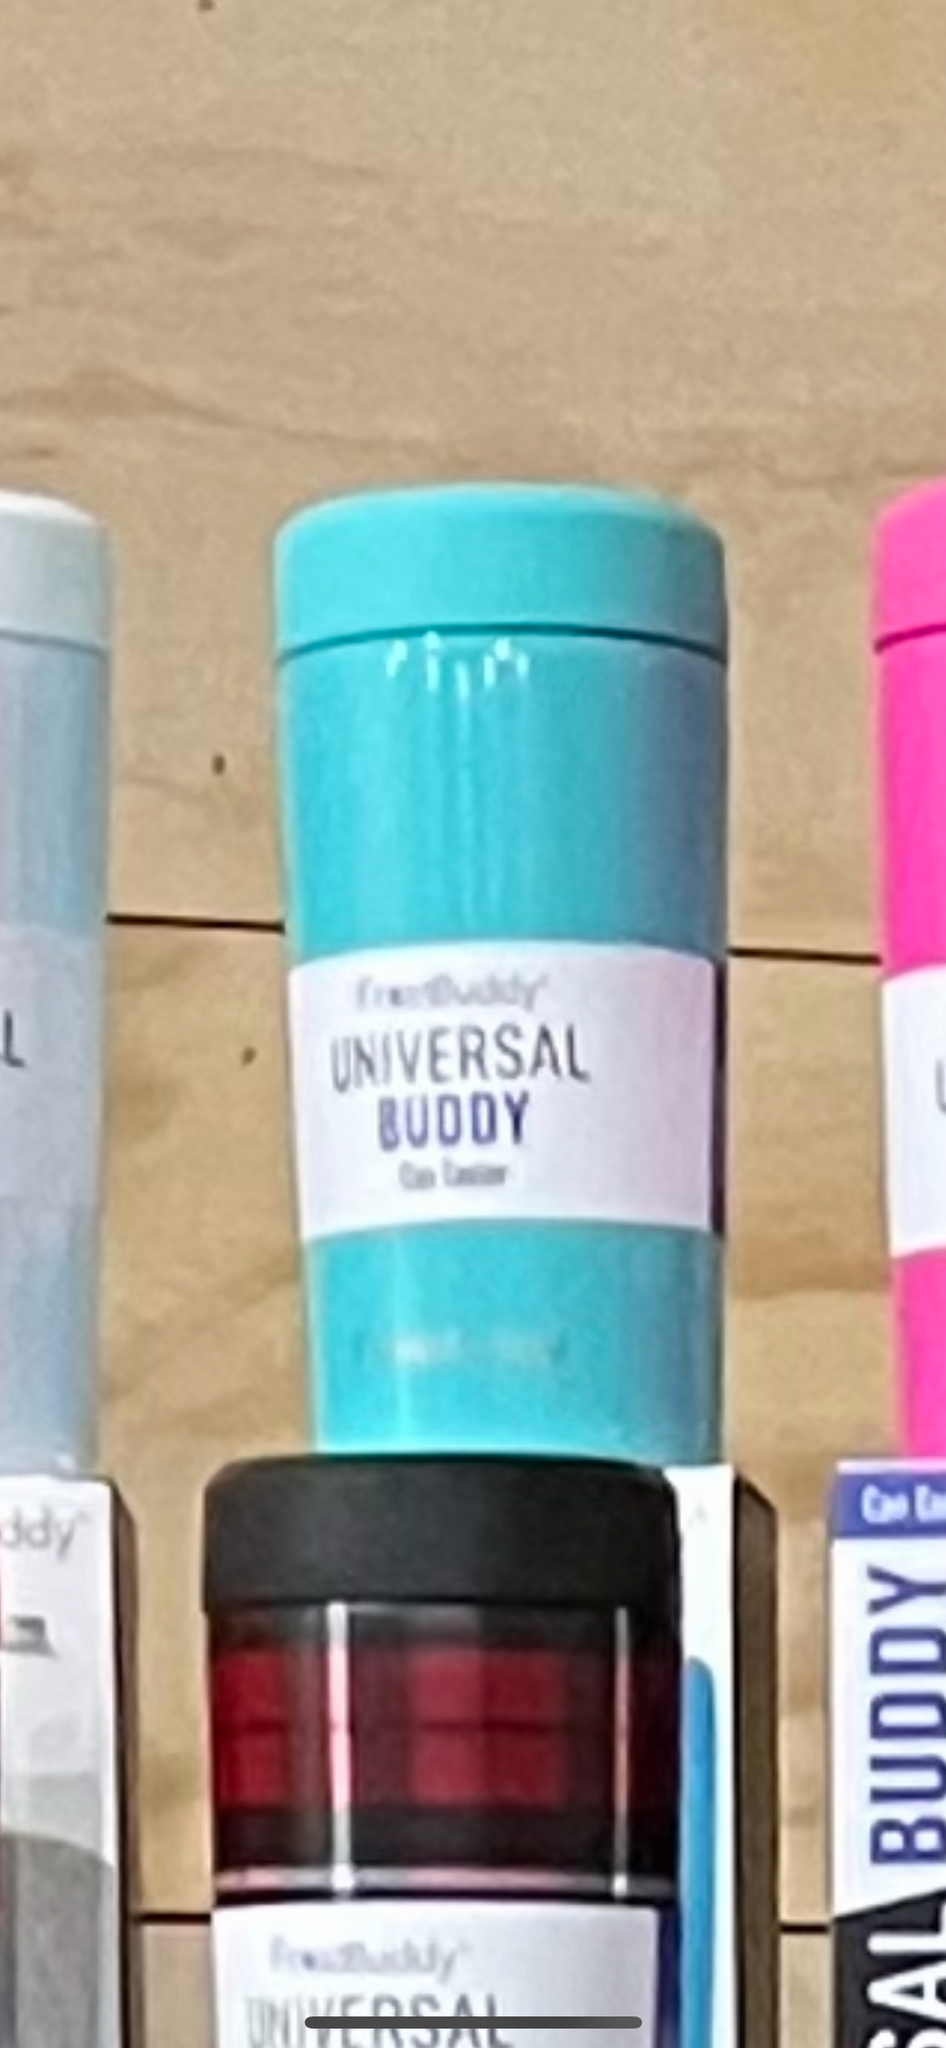 FrostBuddy®
UNIVERSAL
BUDDY
Can Cooler
L
U
ddy
Can Co
BUDDY
SAL
FrostBuddy®
UNIVERSAL